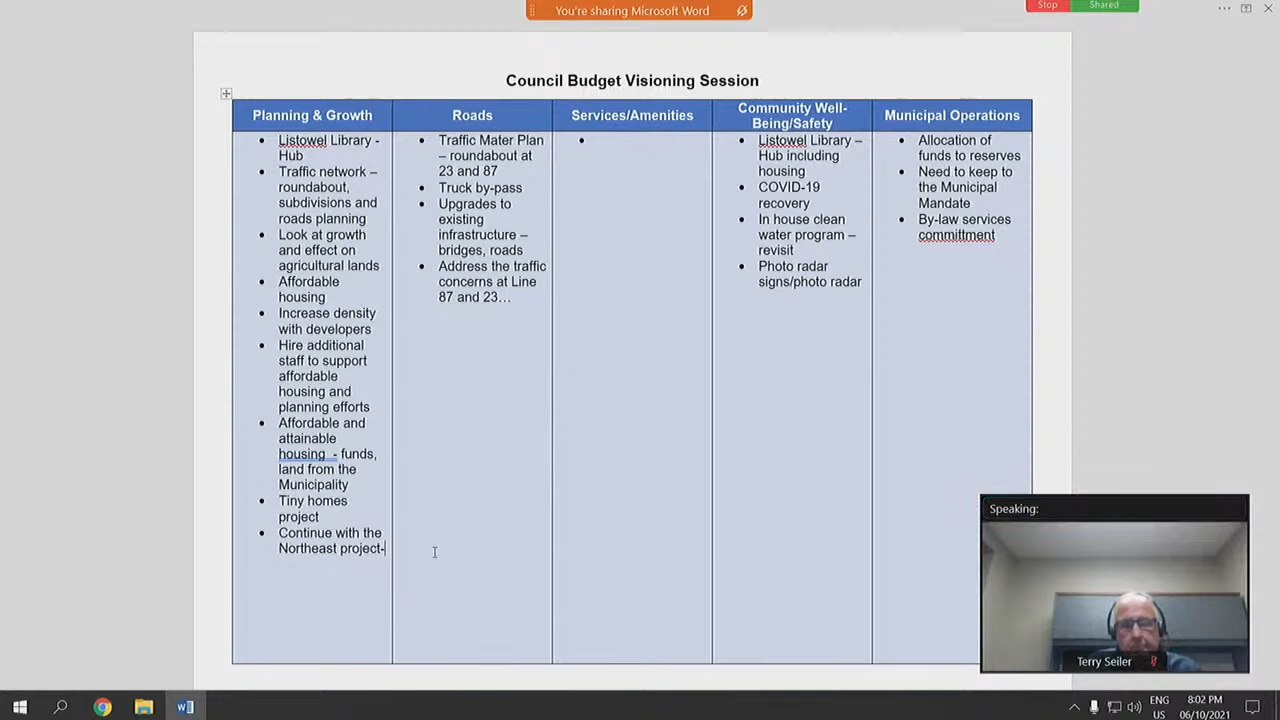 You're sharing Microsoft Word
Stop
Shared
Council Budget Visioning Session
Planning & Growth
Roads
Services/Amenities
Community Well-
Being/Safety
Municipal Operations
• Listowel Library -
Hub
• Traffic network –
roundabout,
subdivisions and
roads planning
• Look at growth
and effect on
agricultural lands
• Affordable
housing
• Increase density
with developers
• Hire additional
staff to support
affordable
housing and
planning efforts
• Affordable and
attainable
housing - funds,
land from the
Municipality
• Tiny homes
project
• Continue with the
Northeast project-
• Traffic Mater Plan
– roundabout at
23 and 87
• Truck by-pass
• Upgrades to
existing
infrastructure –
bridges, roads
• Address the traffic
concerns at Line
87 and 23…
•
• Listowel Library –
Hub including
housing
• COVID-19
recovery
• In house clean
water program –
revisit
• Photo radar
signs/photo radar
• Allocation of
funds to reserves
• Need to keep to
the Municipal
Mandate
• By-law services
committment
Speaking:
Terry Seiler
ENG
US
8:02 PM
06/10/2021